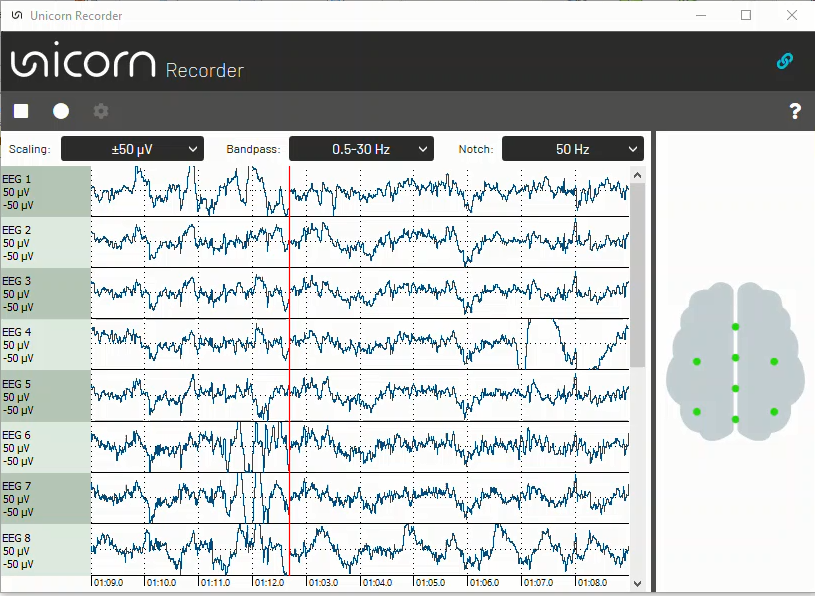 Unicorn Recorder
unicorn Recorder
?
Scaling: ±50 µV Bandpass: 0.5-30 Hz Notch: 50 Hz
EEG 1
50 µV
-50 µV
EEG 2
50 µV
-50 µV
EEG 3
50 µV
-50 µV
EEG 4
50 µV
-50 µV
EEG 5
50 µV
-50 µV
EEG 6
50 µV
-50 µV
EEG 7
50 µV
-50 µV
EEG 8
50 µV
-50 µV
01:09.0 01:10.0 01:11.0 01:12.0 01:03.0 01:04.0 01:05.0 01:06.0 01:07.0 01:08.0